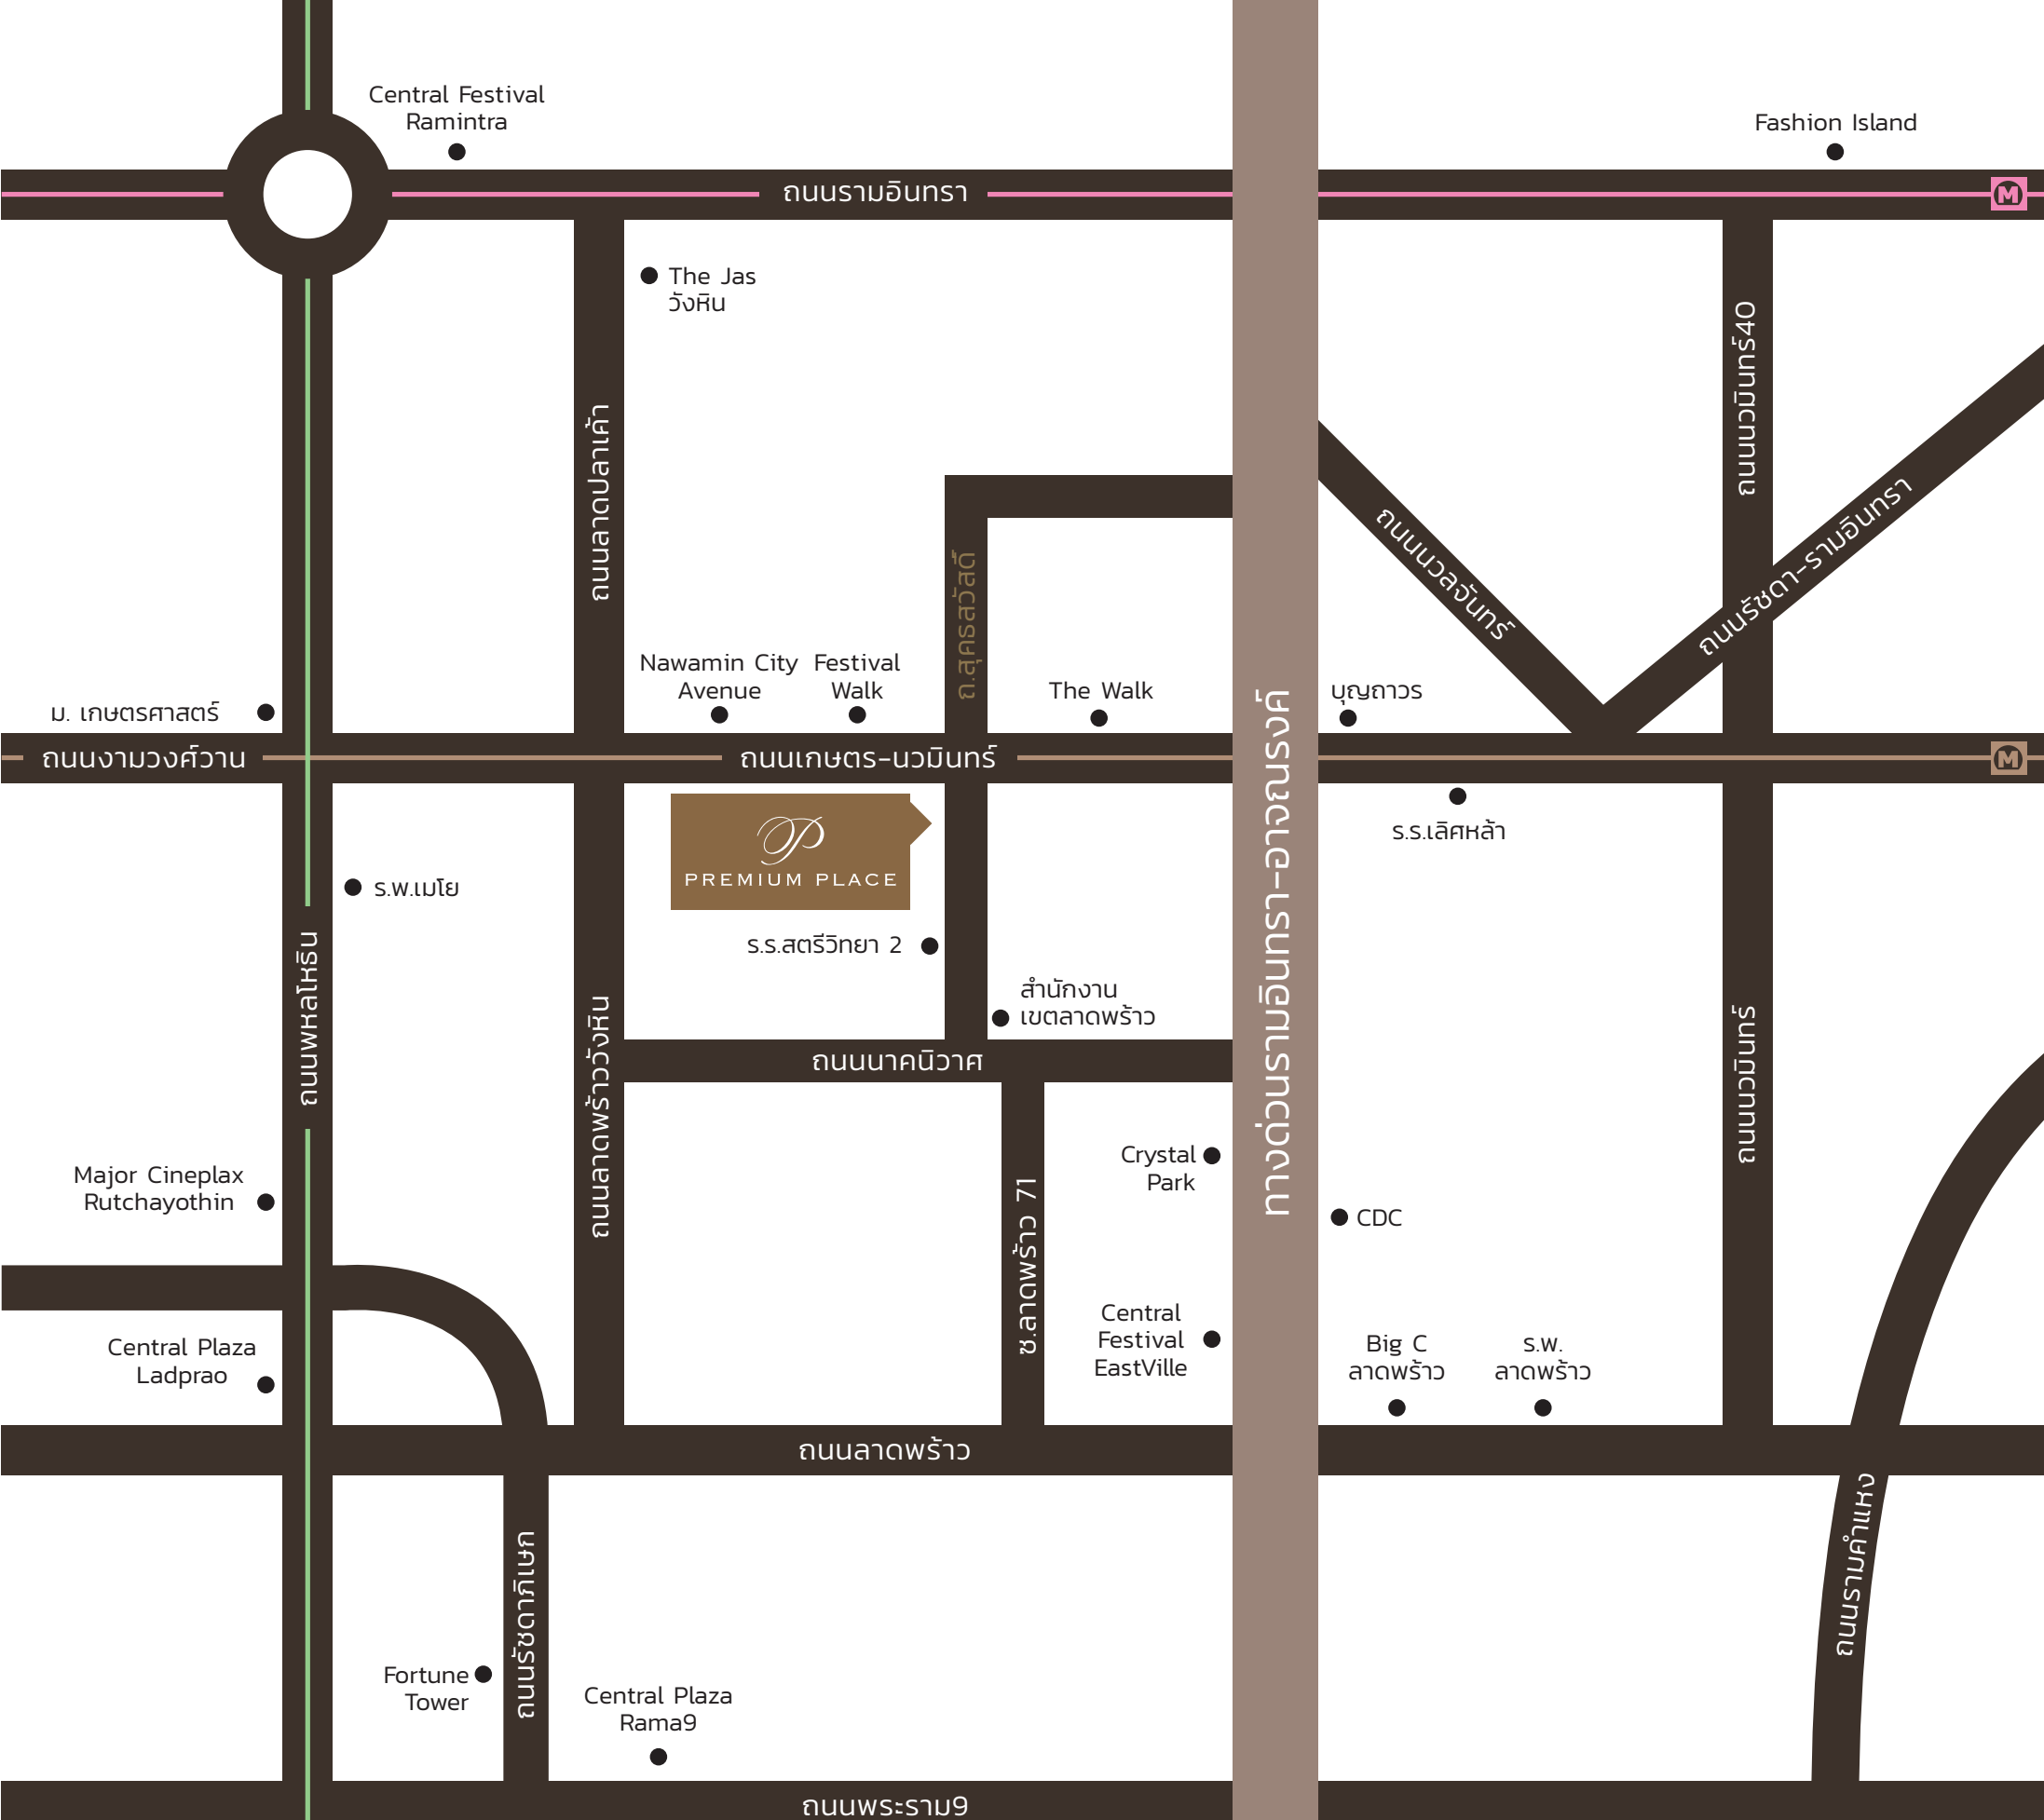 Central Festival
Ramintra
Fashion Island
ถนนรามอินทรา
M
The Jas
วังหิน
ถนนลาดปลาเค้า
ถนนนวมินทร์40
ถนนนวลจันทร์
ถนนรัชดา-รามอินทรา
ถ.สุคนธสวัสดิ์
Nawamin City
Avenue
Festival
Walk
The Walk
บุญถาวร
ม. เกษตรศาสตร์
ถนนงามวงศ์วาน
ถนนเกษตร-นวมินทร์
M
P
PREMIUM PLACE
ร.ร.เลิศหล้า
ร.พ.เมโย
ร.ร.สตรีวิทยา 2
สำนักงาน
เขตลาดพร้าว
ถนนพหลโหธิน
ถนนลาดพร้าววังหิน
ถนนนาคนิวาศ
ทางด่วนรามอินทรา-อาจณรงค์
ถนนนวมินทร์
Crystal
Park
ซ.ลาดพร้าว 71
CDC
Major Cineplax
Rutchayothin
Central
Festival
EastVille
Central Plaza
Ladprao
Big C
ลาดพร้าว
ร.พ.
ลาดพร้าว
ถนนลาดพร้าว
ถนนรัชดาภิเษก
ถนนรามคำแหง
Fortune
Tower
Central Plaza
Rama9
ถนนพระราม9